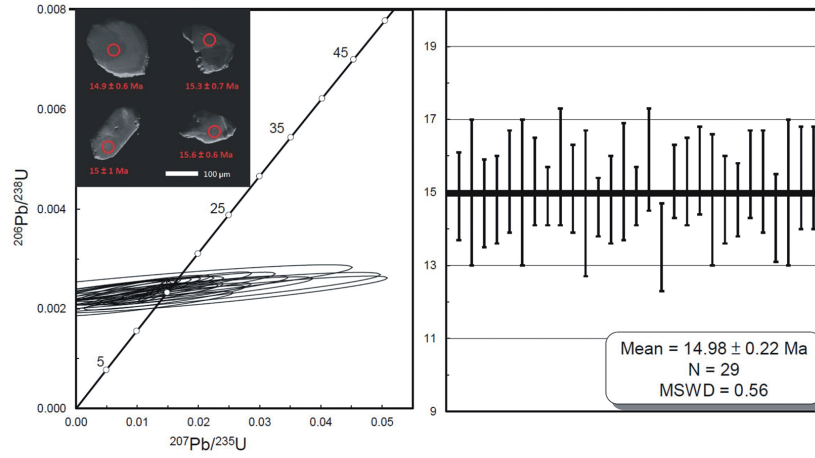 0.008
0.006
0.004
0.002
0.000
²⁰⁶Pb/²³⁸U
14.9 ± 0.6 Ma
15.3 ± 0.7 Ma
15 ± 1 Ma
15.6 ± 0.6 Ma
100 µm
45
35
25
5
0.00 0.01 0.02 0.03 0.04 0.05
²⁰⁷Pb/²³⁵U
19
17
15
13
11
9
Mean = 14.98 ± 0.22 Ma
N = 29
MSWD = 0.56